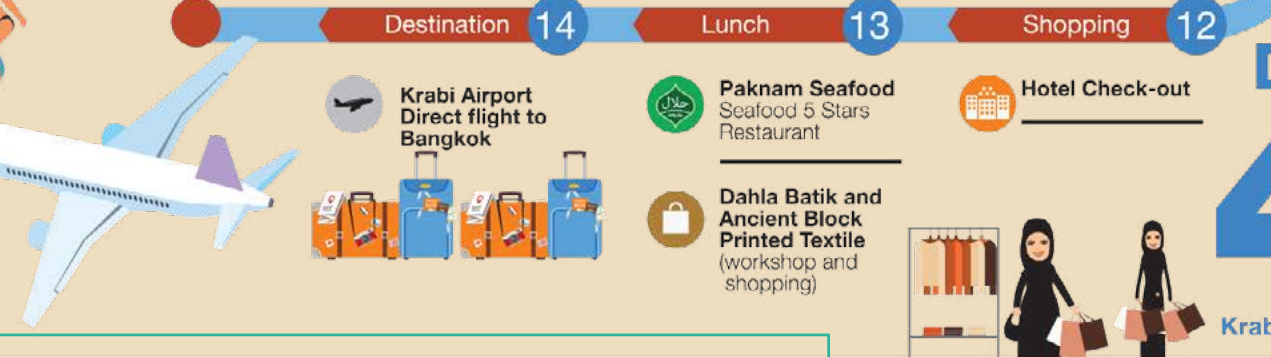 Destination 14
Lunch 13
Shopping 12
Krabi Airport
Direct flight to
Bangkok
حلال
Paknam Seafood
Seafood 5 Stars
Restaurant
Dahla Batik and
Ancient Block
Printed Textile
(workshop and
shopping)
Hotel Check-out